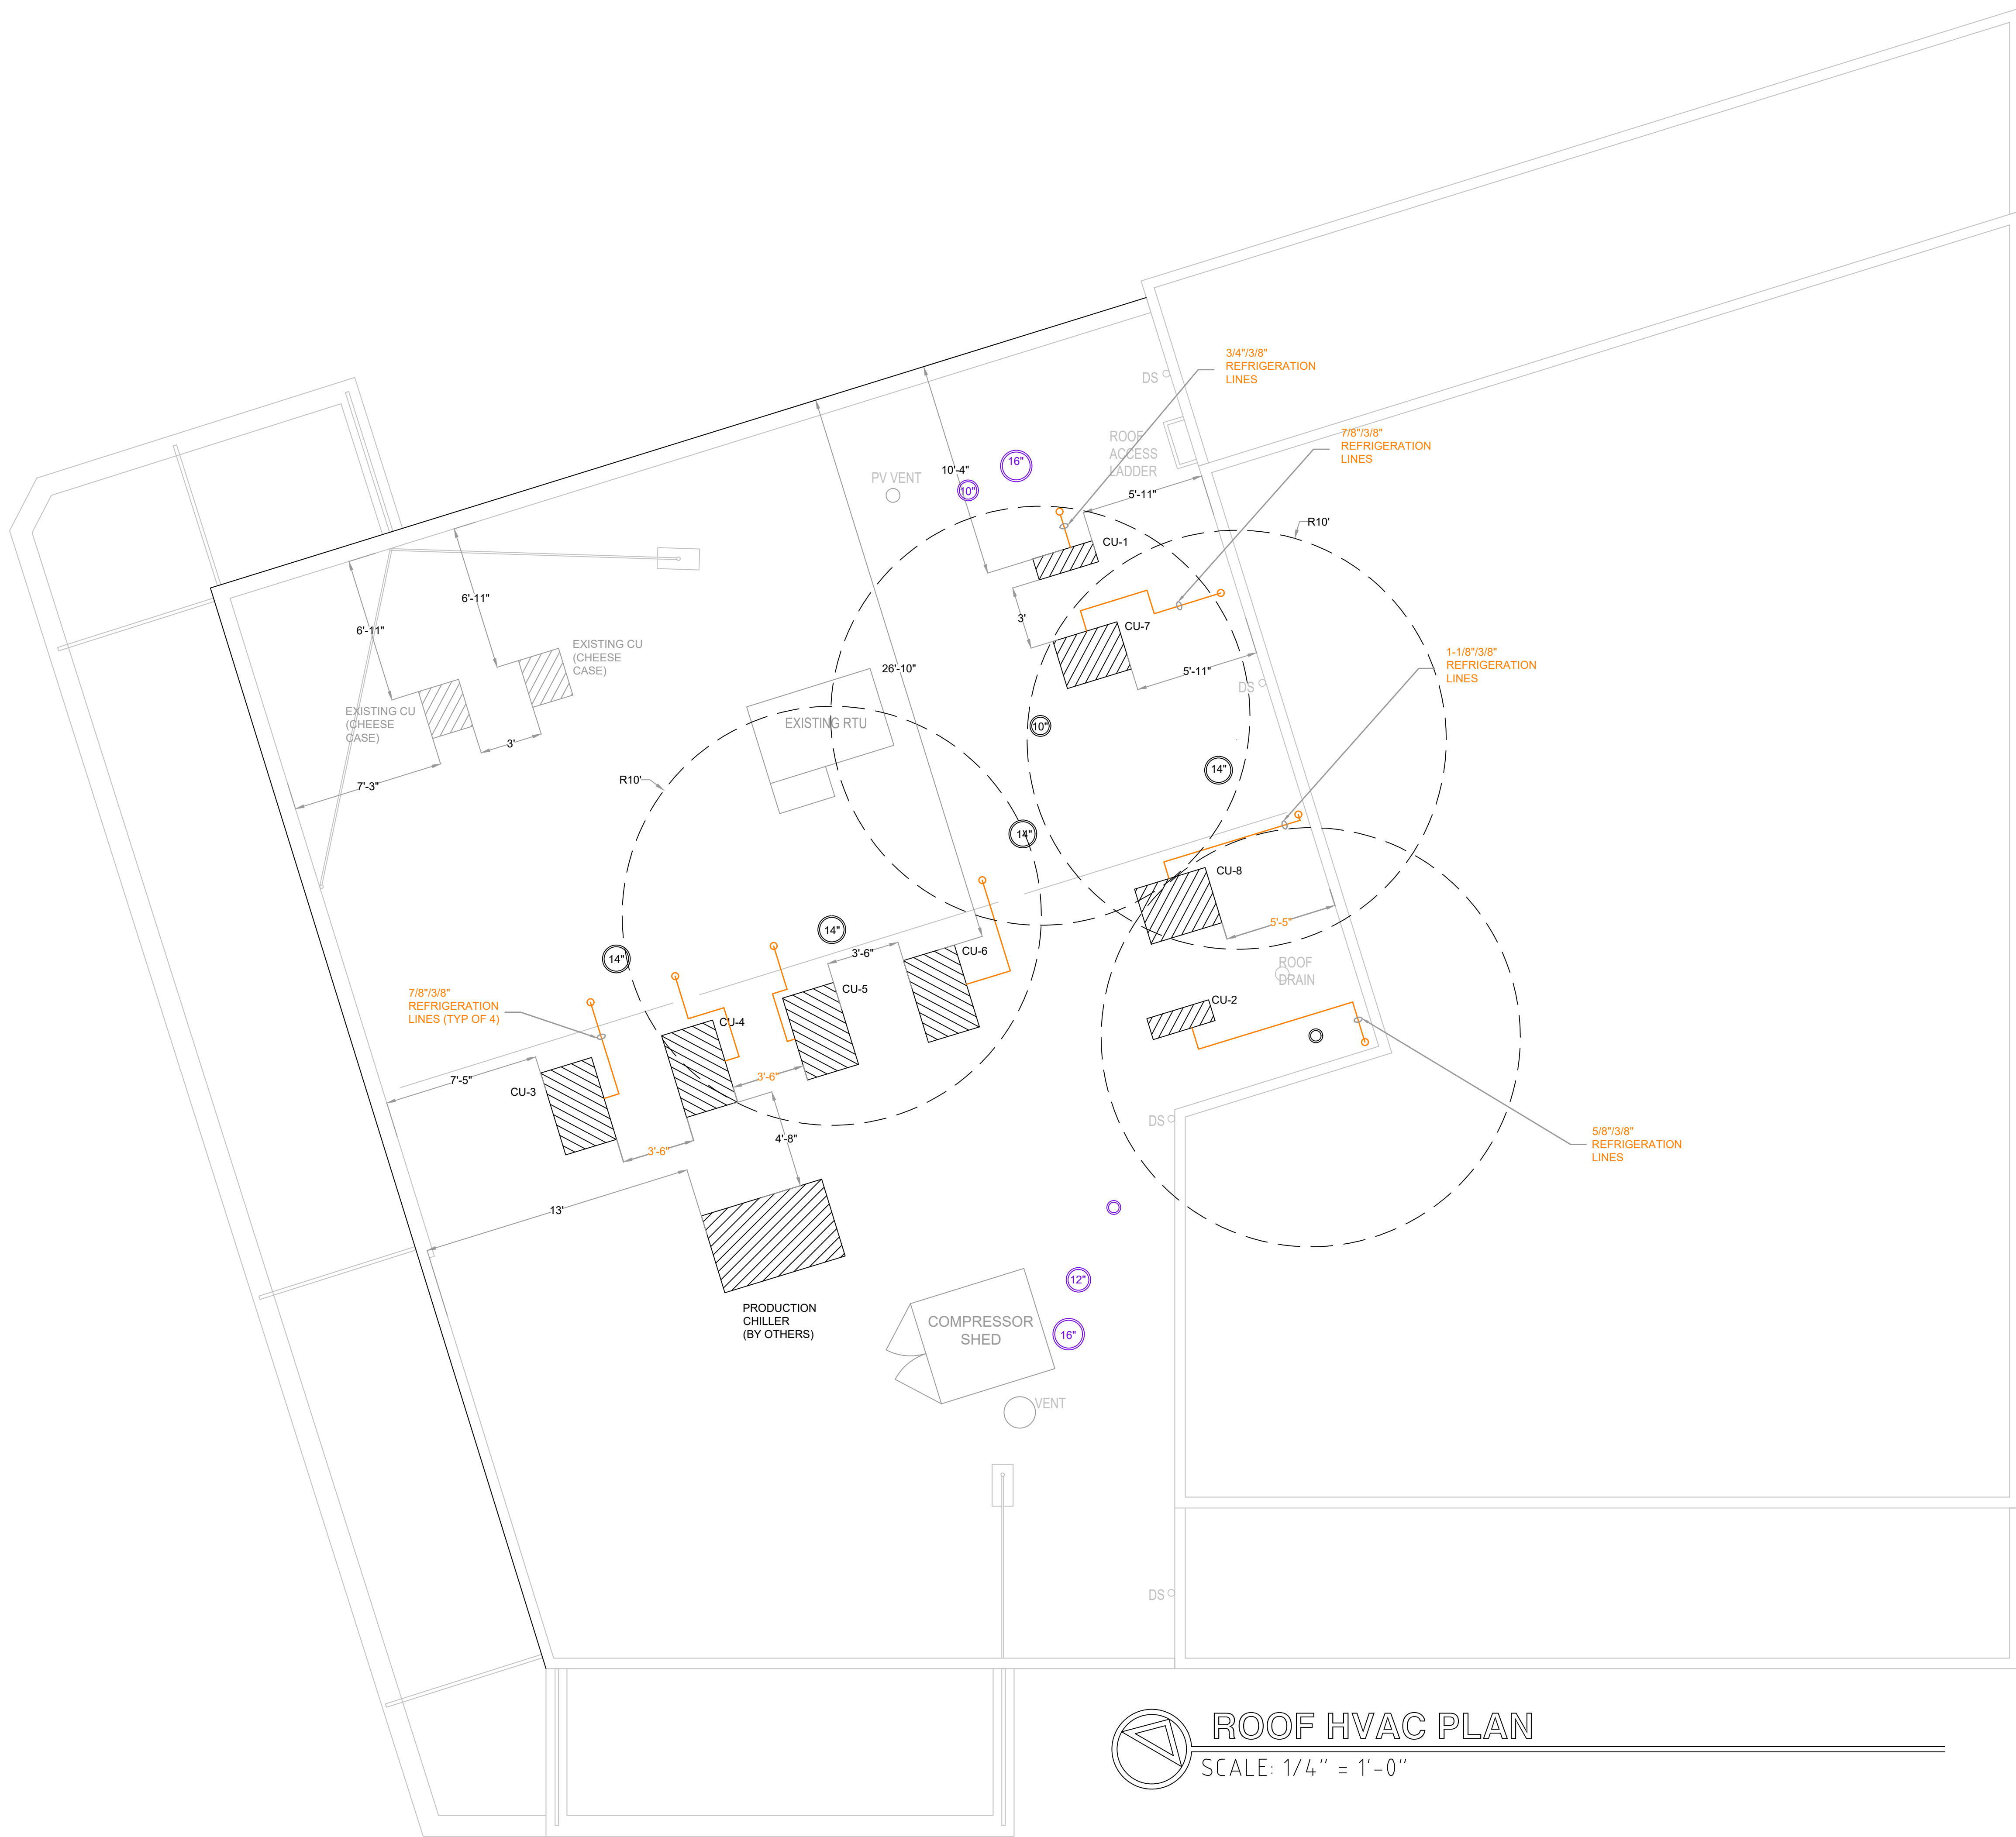 3/4"/3/8"
REFRIGERATION
LINES
DS
7/8"/3/8"
REFRIGERATION
LINES
ROOF
ACCESS
LADDER
16"
10'-4"
PV VENT
10"
5'-11"
R10'
CU-1
6'-11"
3'
CU-7
6'-11"
EXISTING CU
(CHEESE
CASE)
26'-10"
5'-11"
1-1/8"/3/8"
REFRIGERATION
LINES
DS
EXISTING CU
(CHEESE
CASE)
EXISTING RTU
10"
3'
14"
R10'
7'-3"
14"
CU-8
5'-5"
14"
3'-6"
CU-6
14"
ROOF
DRAIN
CU-5
7/8"/3/8"
REFRIGERATION
LINES (TYP OF 4)
CU-2
CU-4
3'-6"
7'-5"
CU-3
DS
5/8"/3/8"
REFRIGERATION
LINES
4'-8"
3'-6"
13'
12"
PRODUCTION
CHILLER
(BY OTHERS)
COMPRESSOR
SHED
16"
VENT
DS
ROOF HVAC PLAN
SCALE: 1/4" = 1'-0"